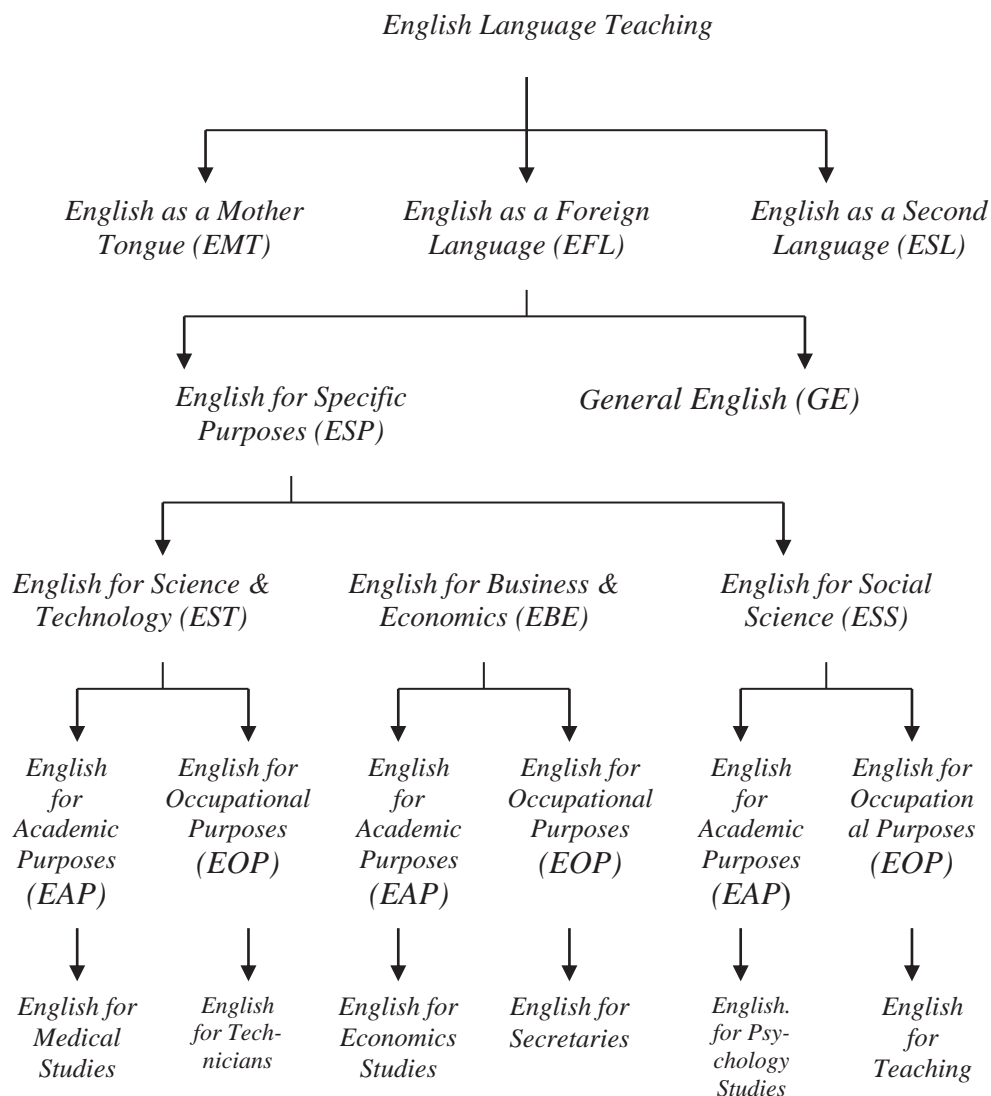 English Language Teaching
English as a Mother
Tongue (EMT)
English as a Foreign
Language (EFL)
English as a Second
Language (ESL)
English for Specific
Purposes (ESP)
General English (GE)
English for Science &
Technology (EST)
English for Business &
Economics (EBE)
English for Social
Science (ESS)
English
for
Academic
Purposes
(EAP)
English for
Occupational
Purposes
(EOP)
English
for
Academic
Purposes
(EAP)
English for
Occupational
Purposes
(EOP)
English
for
Academic
Purposes
(EAP)
English for
Occupation
al Purposes
(EOP)
English for
Medical
Studies
English
for Tech-
nicians
English for
Economics
Studies
English for
Secretaries
English.
for Psy-
chology
Studies
English
for
Teaching